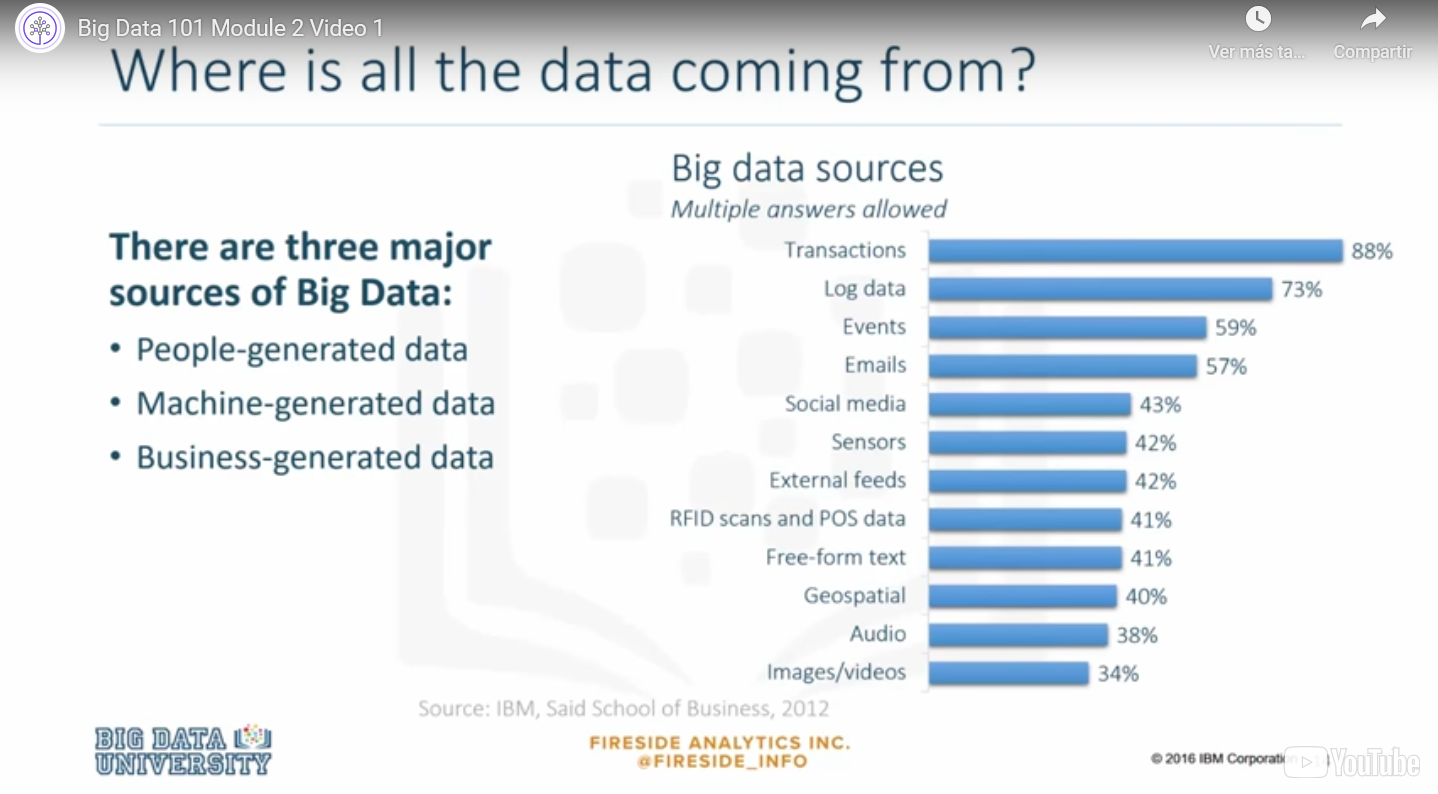 Big Data 101 Module 2 Video 1
Ver más ta...
Compartir
Where is all the data coming from?
There are three major
sources of Big Data:
• People-generated data
• Machine-generated data
• Business-generated data
Big data sources
Multiple answers allowed
Transactions 88%
Log data 73%
Events 59%
Emails 57%
Social media 43%
Sensors 42%
External feeds 42%
RFID scans and POS data 41%
Free-form text 41%
Geospatial 40%
Audio 38%
Images/videos 34%
Source: IBM, Said School of Business, 2012
BIG DATA
UNIVERSITY
FIRESIDE ANALYTICS INC.
@FIRESIDE_INFO
© 2016 IBM
YouTube